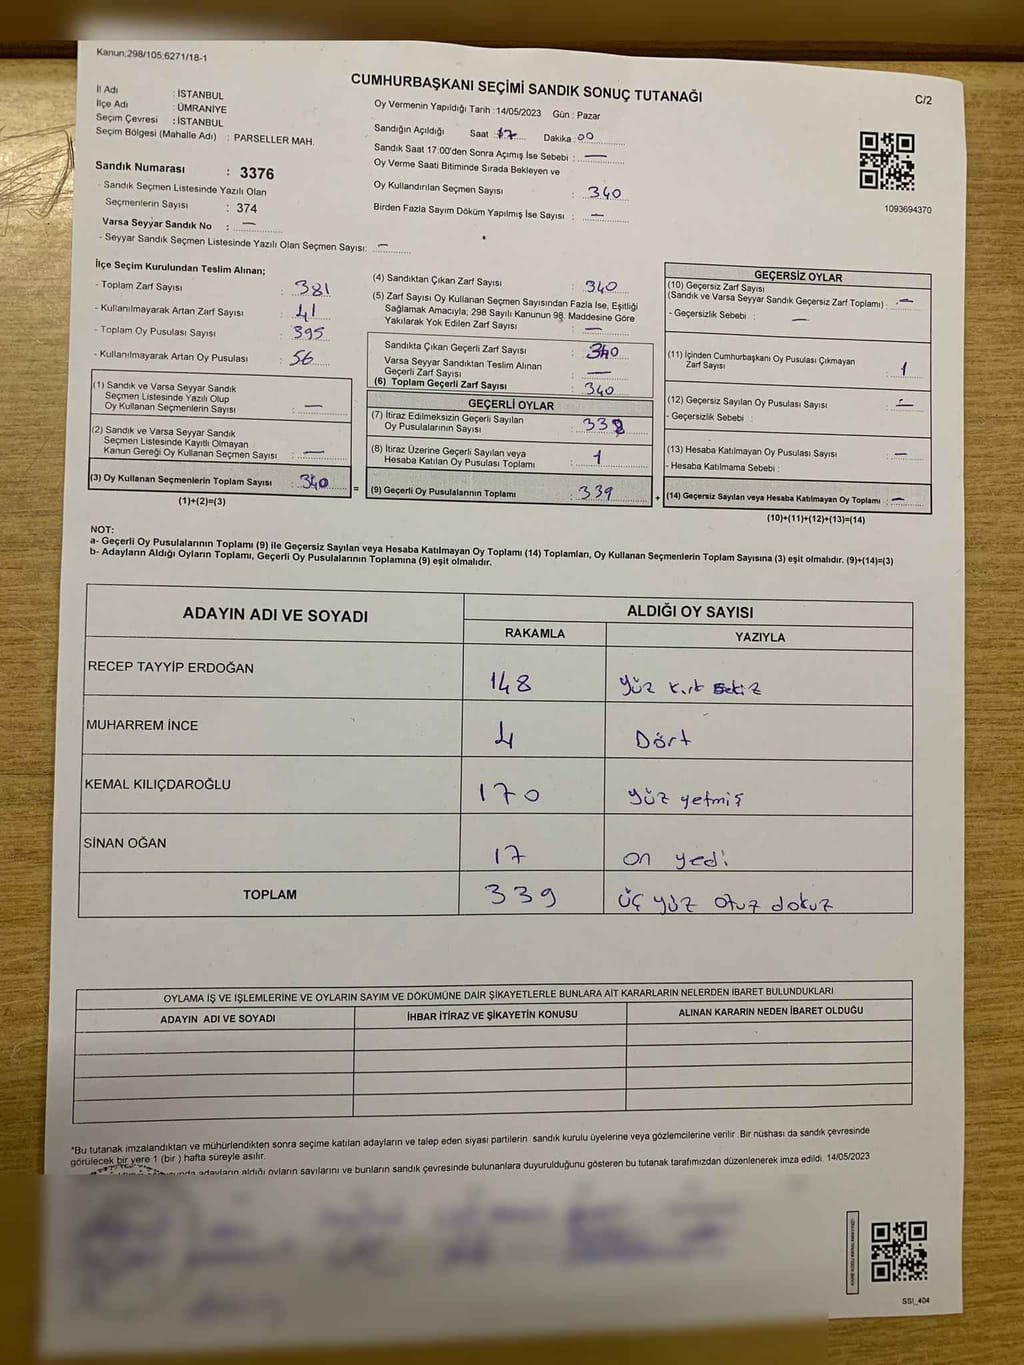 Kanun:298/105:6271/18-1
CUMHURBAŞKANI SEÇİMİ SANDIK SONUÇ TUTANAĞI
C/2
İl Adı : İSTANBUL
İlçe Adı : ÜMRANİYE
Seçim Çevresi : İSTANBUL
Seçim Bölgesi (Mahalle Adı) : PARSELLER MAH.
Oy Vermenin Yapıldığı Tarih : 14/05/2023 Gün : Pazar
Sandığın Açıldığı Saat : 17 Dakika : 00
Sandık Saat 17:00'den Sonra Açımış İse Sebebi : —
Oy Verme Saati Bitiminde Sırada Bekleyen ve
Oy Kullandırılan Seçmen Sayısı : 340
Birden Fazla Sayım Döküm Yapılmış İse Sayısı : —
1093694370
Sandık Numarası : 3376
- Sandık Seçmen Listesinde Yazılı Olan
Seçmenlerin Sayısı : 374
Varsa Seyyar Sandık No : —
- Seyyar Sandık Seçmen Listesinde Yazılı Olan Seçmen Sayısı: —
İlçe Seçim Kurulundan Teslim Alınan;
- Toplam Zarf Sayısı : 381
- Kullanılmayarak Artan Zarf Sayısı : 41
- Toplam Oy Pusulası Sayısı : 395
- Kullanılmayarak Artan Oy Pusulası : 56
(1) Sandık ve Varsa Seyyar Sandık
Seçmen Listesinde Yazılı Olup
Oy Kullanan Seçmenlerin Sayısı : —
(2) Sandık ve Varsa Seyyar Sandık
Seçmen Listesinde Kayıtlı Olmayan
Kanun Gereği Oy Kullanan Seçmen Sayısı : —
(3) Oy Kullanan Seçmenlerin Toplam Sayısı : 340
(1)+(2)=(3)
=
(4) Sandıktan Çıkan Zarf Sayısı : 340
(5) Zarf Sayısı Oy Kullanan Seçmen Sayısından Fazla İse, Eşitliği
Sağlamak Amacıyla; 298 Sayılı Kanunun 98. Maddesine Göre
Yakılarak Yok Edilen Zarf Sayısı : —
Sandıkta Çıkan Geçerli Zarf Sayısı : 340
Varsa Seyyar Sandıktan Teslim Alınan
Geçerli Zarf Sayısı : —
(6) Toplam Geçerli Zarf Sayısı : 340
GEÇERLİ OYLAR
(7) İtiraz Edilmeksizin Geçerli Sayılan
Oy Pusulalarının Sayısı : 338
(8) İtiraz Üzerine Geçerli Sayılan veya
Hesaba Katılan Oy Pusulası Toplamı : 1
(9) Geçerli Oy Pusulalarının Toplamı : 339
+
GEÇERSİZ OYLAR
(10) Geçersiz Zarf Sayısı
(Sandık ve Varsa Seyyar Sandık Geçersiz Zarf Toplamı) : —
- Geçersizlik Sebebi : —
(11) İçinden Cumhurbaşkanı Oy Pusulası Çıkmayan
Zarf Sayısı : 1
(12) Geçersiz Sayılan Oy Pusulası Sayısı : —
- Geçersizlik Sebebi :
(13) Hesaba Katılmayan Oy Pusulası Sayısı : —
- Hesaba Katılmama Sebebi :
(14) Geçersiz Sayılan veya Hesaba Katılmayan Oy Toplamı : —
(10)+(11)+(12)+(13)=(14)
NOT:
a- Geçerli Oy Pusulalarının Toplamı (9) ile Geçersiz Sayılan veya Hesaba Katılmayan Oy Toplamı (14) Toplamları, Oy Kullanan Seçmenlerin Toplam Sayısına (3) eşit olmalıdır. (9)+(14)=(3)
b- Adayların Aldığı Oyların Toplamı, Geçerli Oy Pusulalarının Toplamına (9) eşit olmalıdır.
ADAYIN ADI VE SOYADI ALDIĞI OY SAYISI
RAKAMLA YAZIYLA
RECEP TAYYİP ERDOĞAN 148 Yüz kırk sekiz
MUHARREM İNCE 4 Dört
KEMAL KILIÇDAROĞLU 170 Yüz yetmiş
SİNAN OĞAN 17 on yedi
TOPLAM 339 üç yüz otuz dokuz
OYLAMA İŞ VE İŞLEMLERİNE VE OYLARIN SAYIM VE DÖKÜMÜNE DAİR ŞİKAYETLERLE BUNLARA AİT KARARLARIN NELERDEN İBARET BULUNDUKLARI
ADAYIN ADI VE SOYADI İHBAR İTİRAZ VE ŞİKAYETİN KONUSU ALINAN KARARIN NEDEN İBARET OLDUĞU
*Bu tutanak imzalandıktan ve mühürlendikten sonra seçime katılan adayların ve talep eden siyasi partilerin sandık kurulu üyelerine veya gözlemcilerine verilir .Bir nüshası da sandık çevresinde
görülecek bir yere 1 (bir ) hafta süreyle asılır.
adayların aldığı oyların sayılarını ve bunların sandık çevresinde bulunanlara duyurulduğunu gösteren bu tutanak tarafımızdan düzenlenerek imza edildi. 14/05/2023
SSI_404